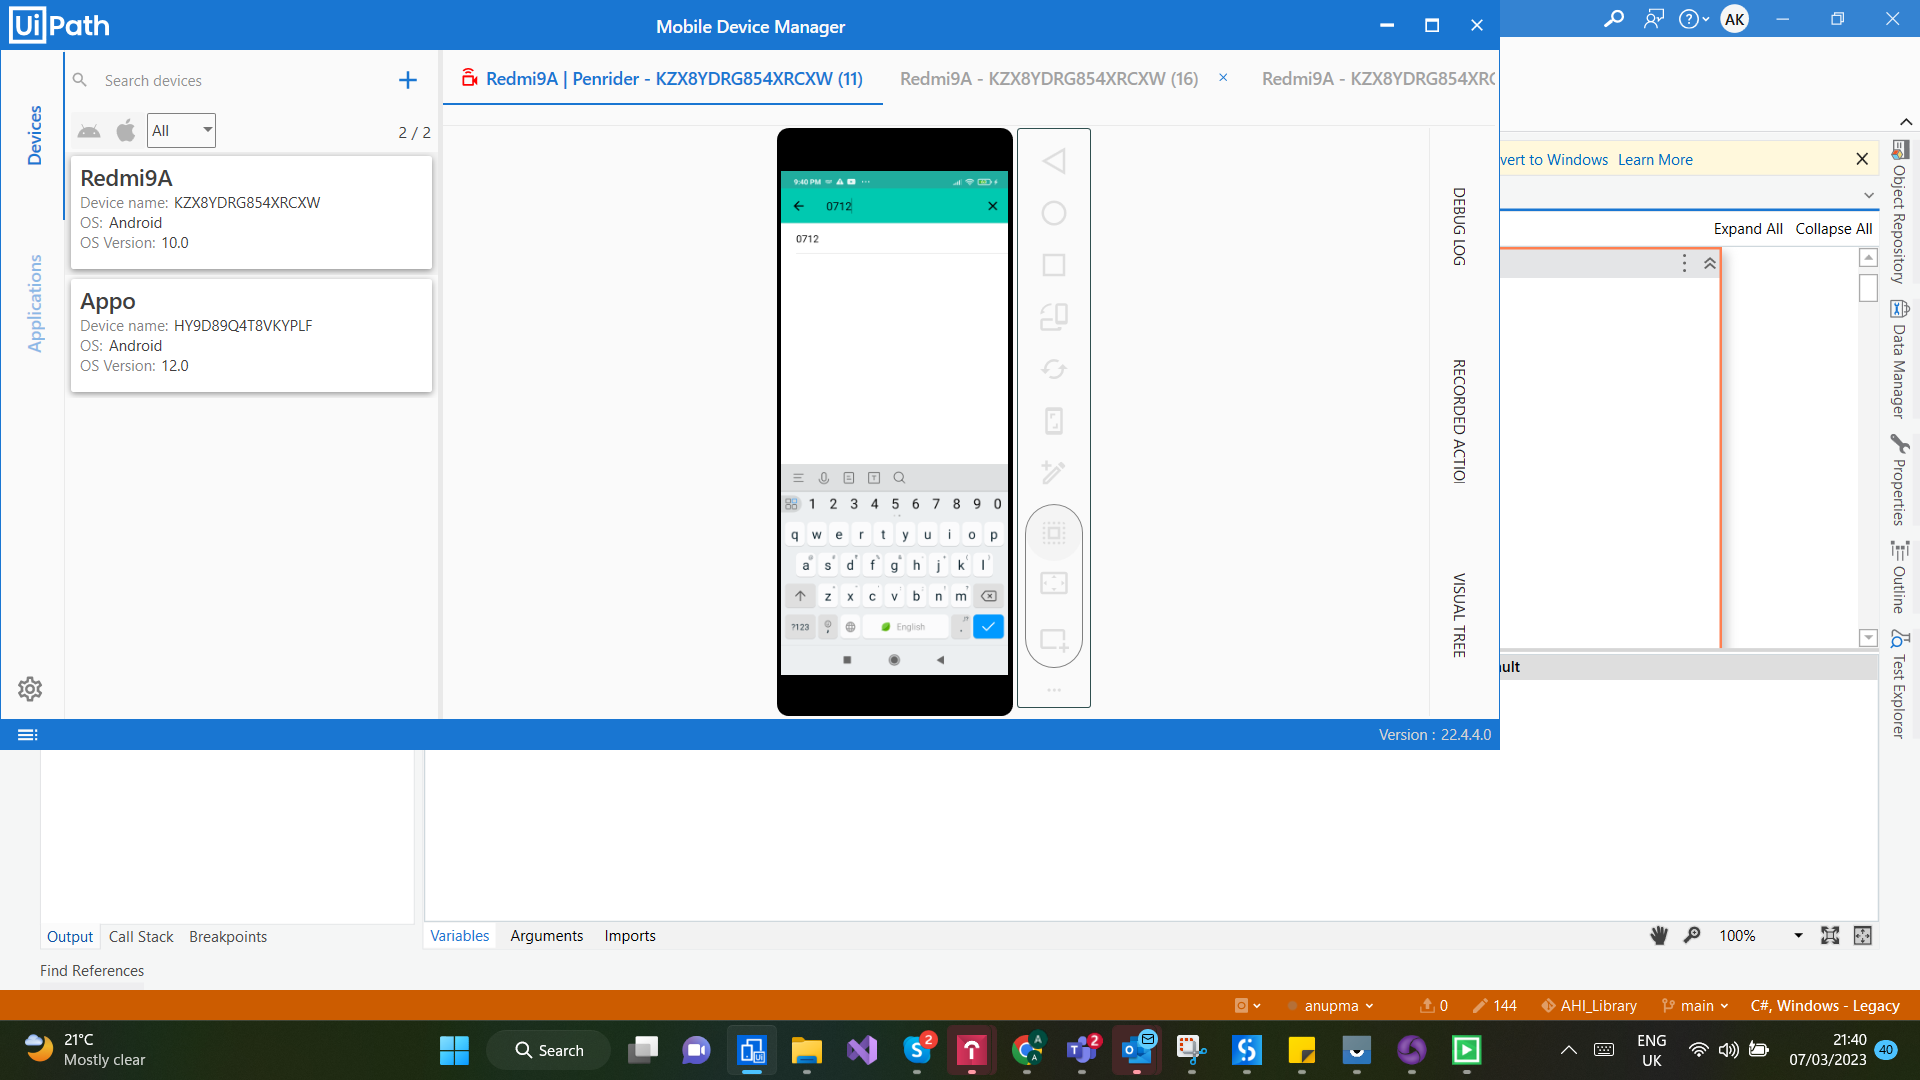 UiPath
Mobile Device Manager
AK
Search devices
Redmi9A | Penrider - KZX8YDRG854XRCXW (11)
Redmi9A - KZX8YDRG854XRCXW (16)
Redmi9A - KZX8YDRG854XRC
Devices
Applications
All
2 / 2
Redmi9A
Device name: KZX8YDRG854XRCXW
OS: Android
OS Version: 10.0
Appo
Device name: HY9D89Q4T8VKYPLF
OS: Android
OS Version: 12.0
9:40 PM
0712
0712
1 2 3 4 5 6 7 8 9 0
q w e r t y u i o p
a s d f g h j k l
z x c v b n m
?123
English
DEBUG LOG
RECORDED ACTIOI
VISUAL TREE
Version : 22.4.4.0
vert to Windows Learn More
Expand All Collapse All
Object Repository
Data Manager
Properties
Outline
Test Explorer
ult
Output Call Stack Breakpoints
Variables Arguments Imports
100%
Find References
anupma
0
144
AHI_Library
main
C#, Windows - Legacy
21°C
Mostly clear
Search
2
2
ENG
UK
21:40
07/03/2023
40